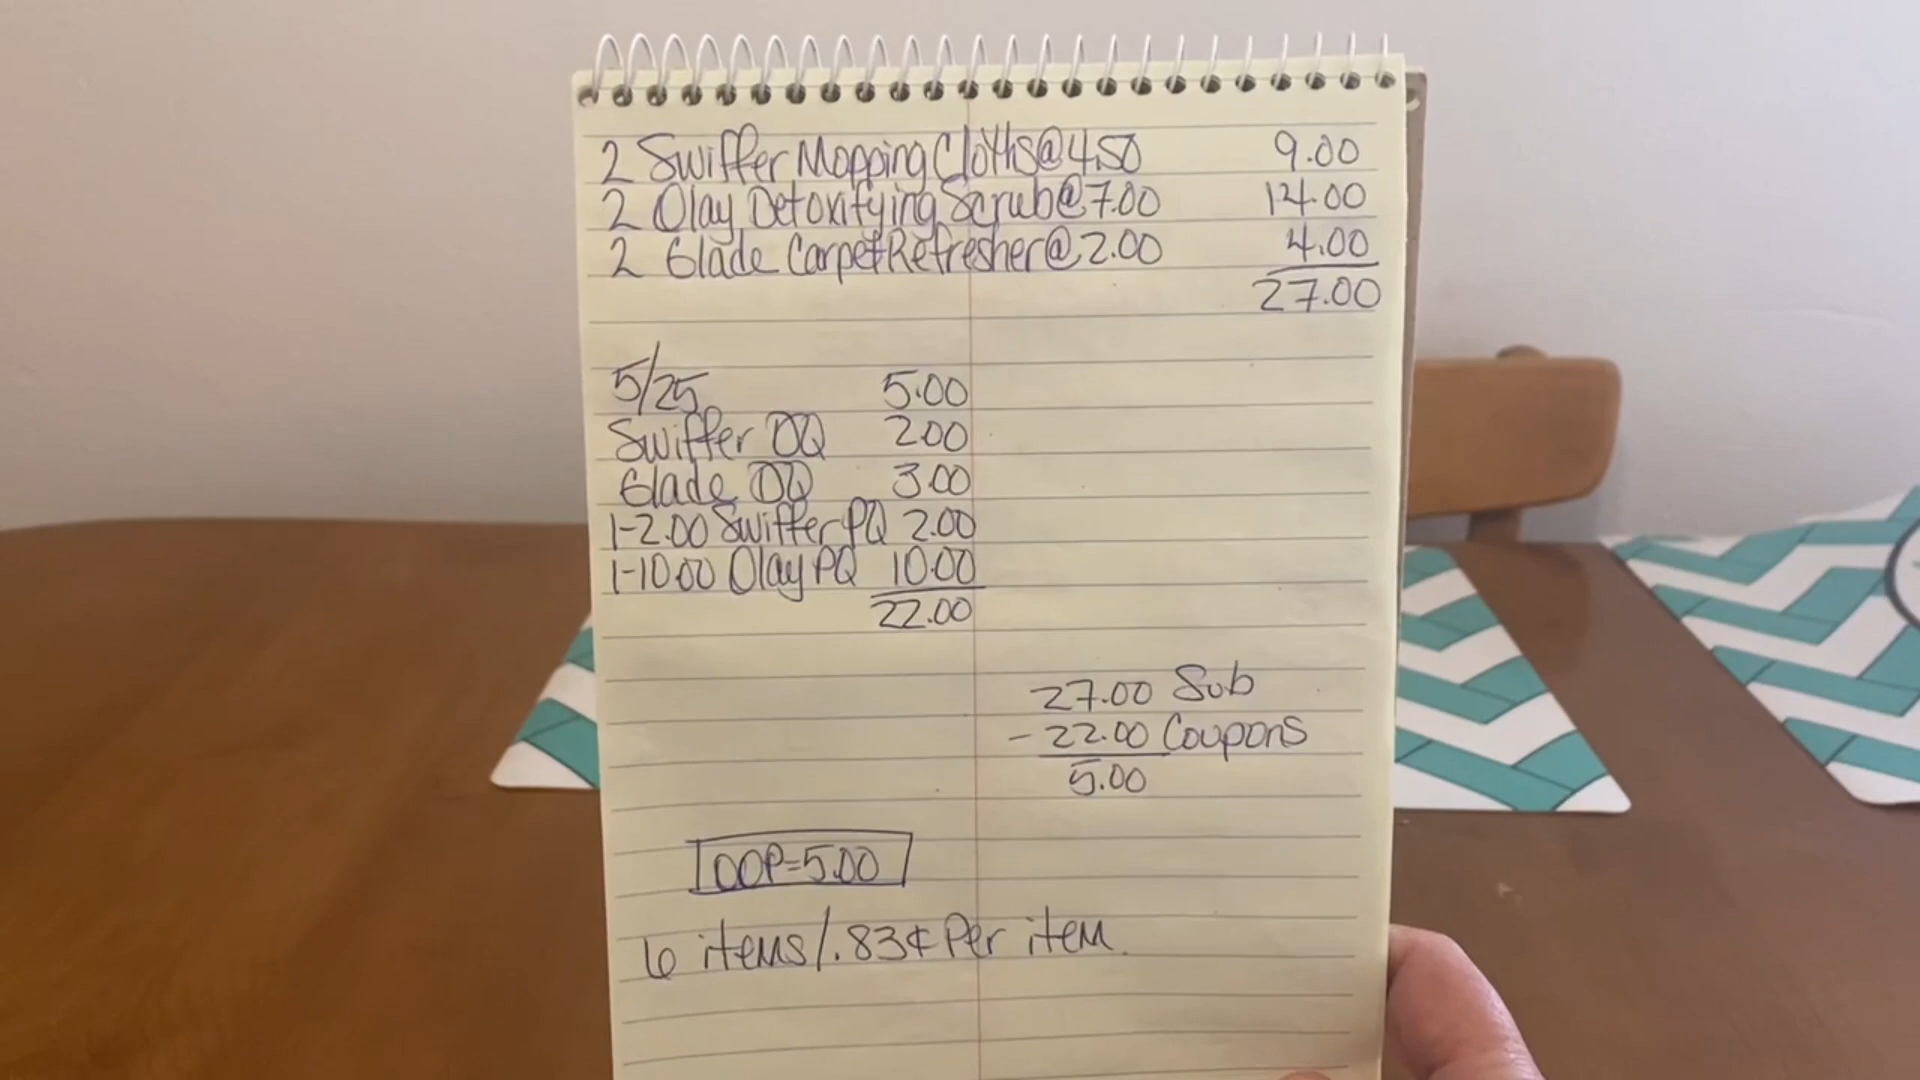 2 Swiffer Mopping Cloths@4.50 9.00
2 Olay Detoxifying Scrub@7.00 14.00
2 Glade Carpet Refresher@2.00 4.00
27.00
5/25 5.00
Swiffer DQ 2.00
Glade DQ 3.00
1-2.00 Swiffer PQ 2.00
1-10.00 Olay PQ 10.00
22.00
27.00 Sub
- 22.00 Coupons
5.00
OOP=5.00
6 items/.83¢ Per item.